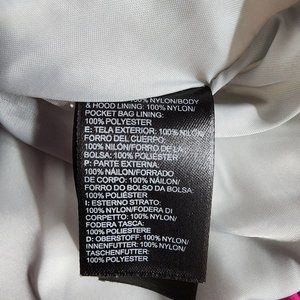 100% NYLON/BODY
& HOOD LINING: 100% NYLON/
POCKET BAG LINING:
100% POLYESTER
E: TELA EXTERIOR: 100% NILÓN/
FORRO DEL CUERPO:
100% NILÓN/FORRO DE LA
BOLSA: 100% POLIÉSTER
P: PARTE EXTERNA:
100% NÁILON/FORRADO
DE CORPO: 100% NÁILON/
FORRO DO BOLSO DA BOLSA:
100% POLIÉSTER
I: ESTERNO STRATO:
100% NYLON/FODERA DI
CORPETTO: 100% NYLON/
FODERA TASCA:
100% POLYESTERE
D: OBERSTOFF: 100% NYLON/
INNENFUTTER: 100% NYLON/
TASCHENFUTTER:
100% POLYESTER